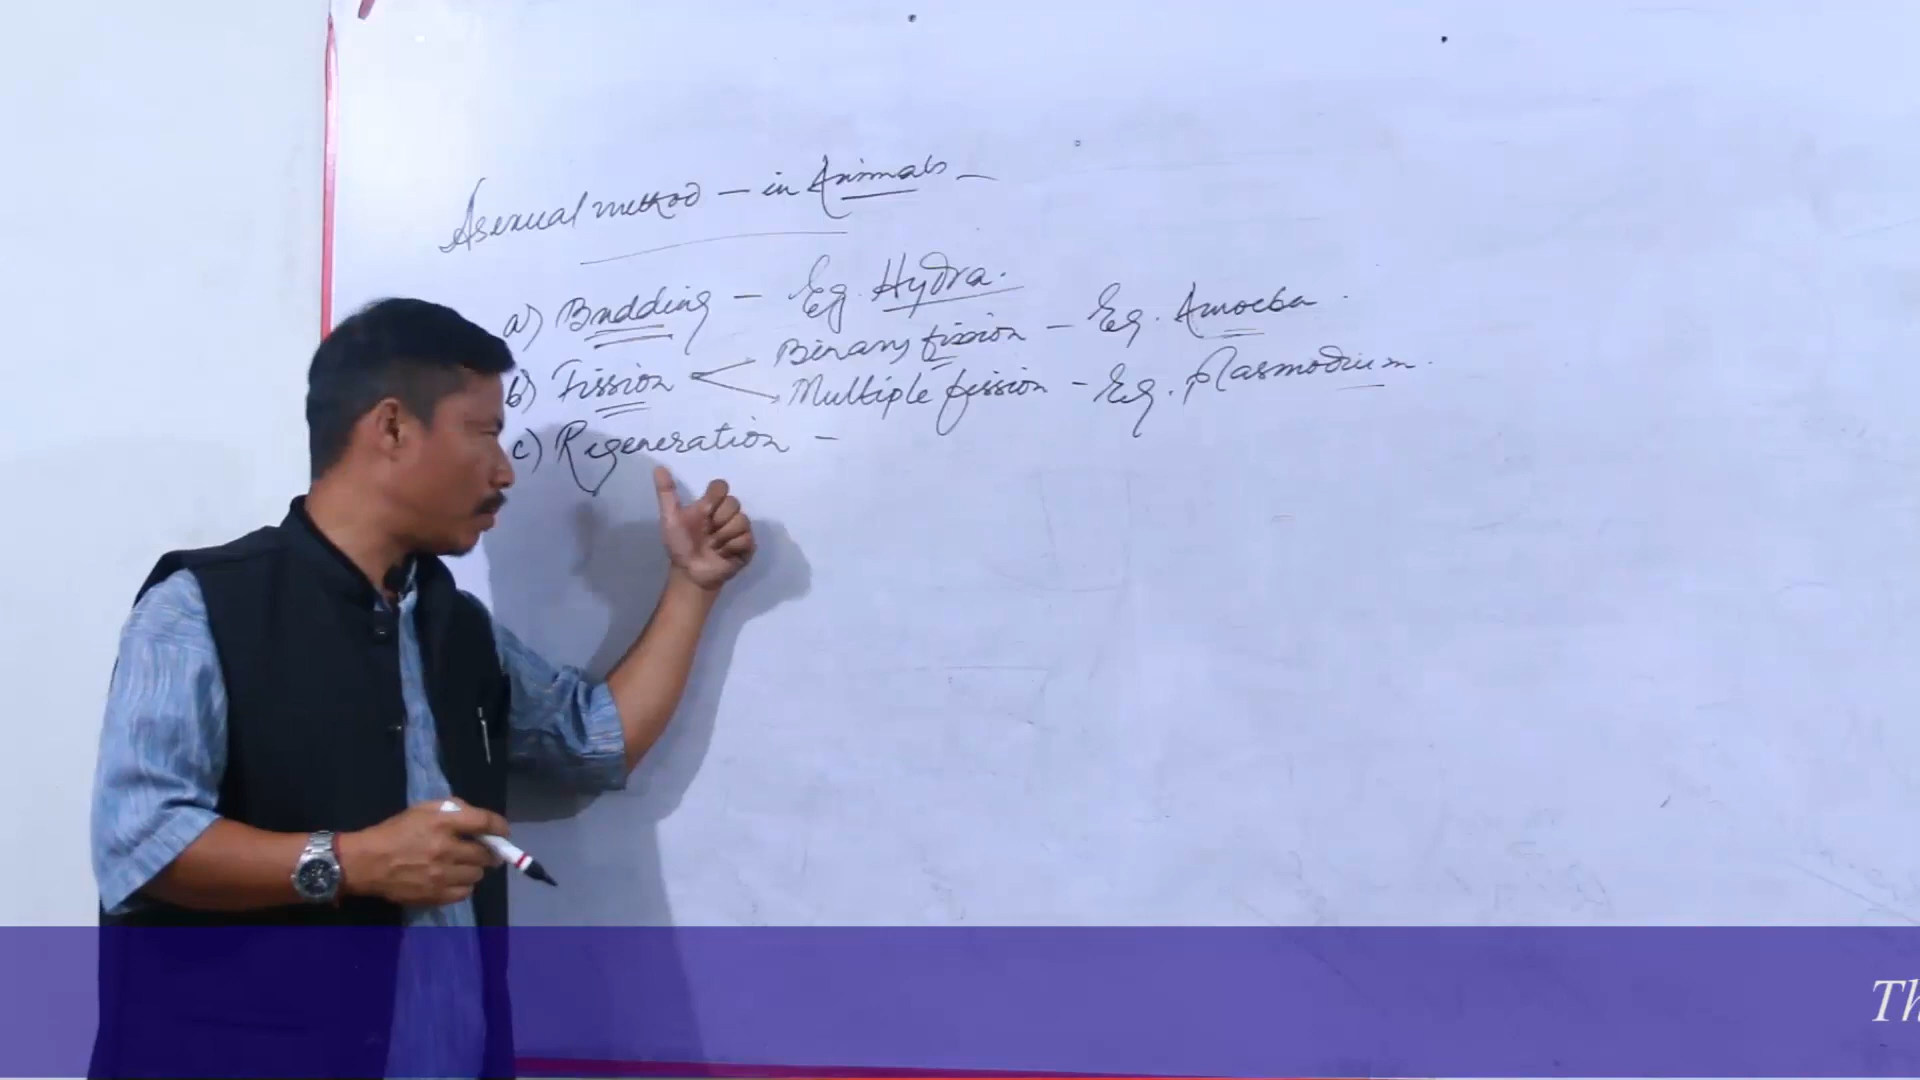 Asexual method - in Animals -
a) Budding - Eg. Hydra.
b) Fission < Binary fission - Eg. Amoeba.
Multiple fission - Eg. Plasmodium.
c) Regeneration -
Th